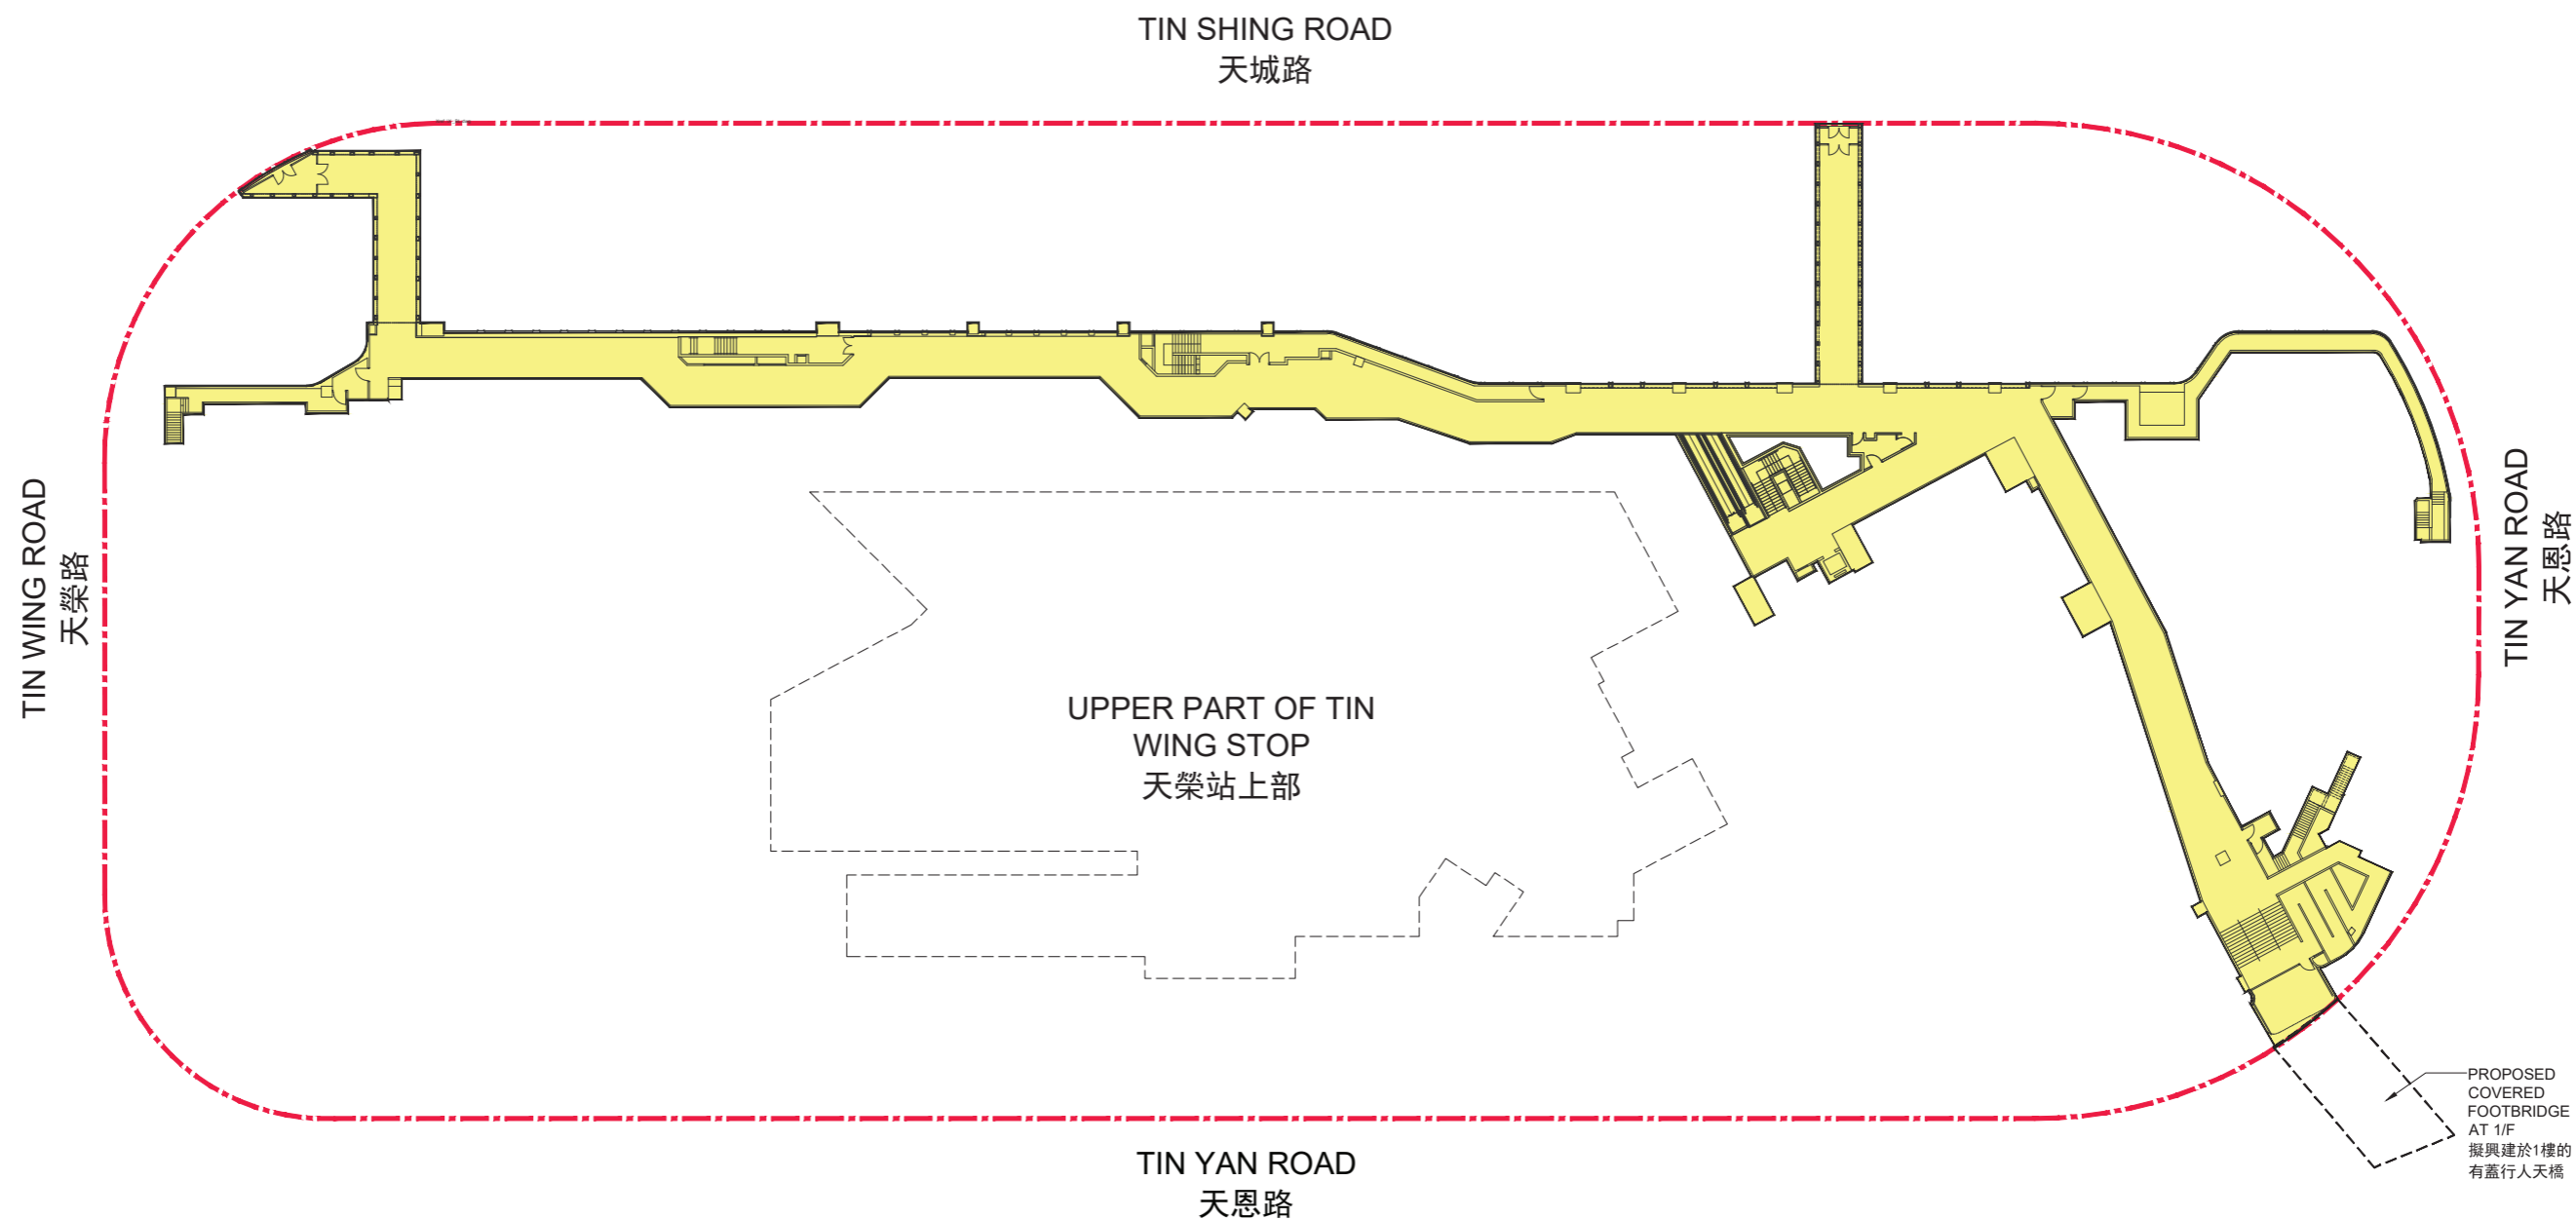 TIN SHING ROAD
天城路
TIN WING ROAD
天榮路
UPPER PART OF TIN
WING STOP
天榮站上部
TIN YAN ROAD
天恩路
PROPOSED
COVERED
FOOTBRIDGE
AT 1/F
擬興建於1樓的
有蓋行人天橋
TIN YAN ROAD
天恩路